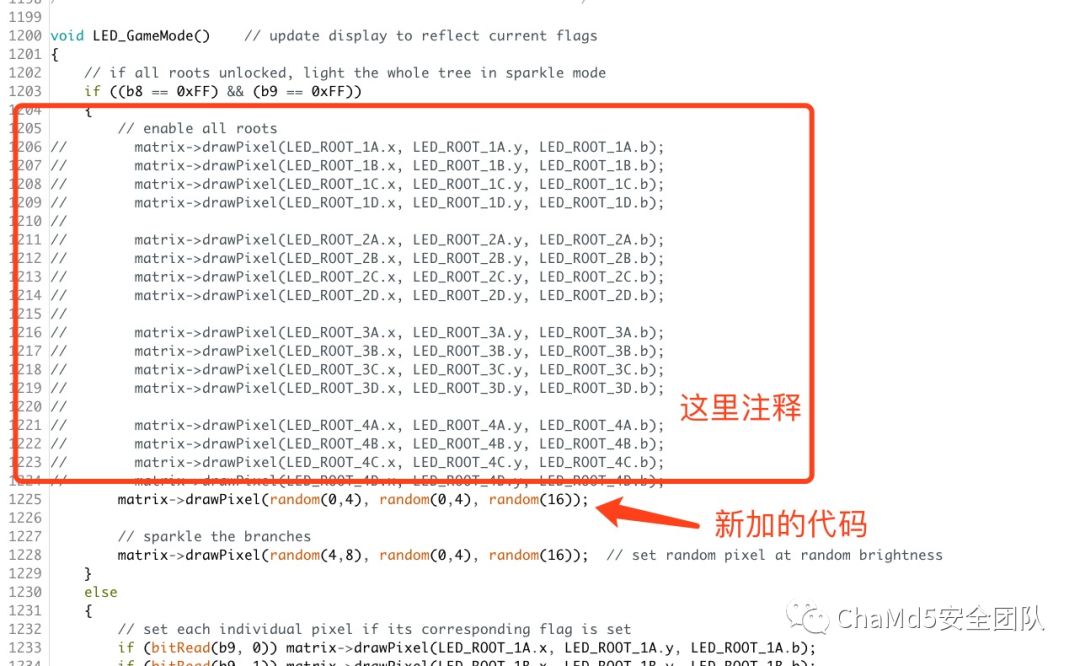 1198
1199
1200 void LED_GameMode()    // update display to reflect current flags
1201 {
1202     // if all roots unlocked, light the whole tree in sparkle mode
1203     if ((b8 == 0xFF) && (b9 == 0xFF))
1204     {
1205         // enable all roots
1206 //        matrix->drawPixel(LED_ROOT_1A.x, LED_ROOT_1A.y, LED_ROOT_1A.b);
1207 //        matrix->drawPixel(LED_ROOT_1B.x, LED_ROOT_1B.y, LED_ROOT_1B.b);
1208 //        matrix->drawPixel(LED_ROOT_1C.x, LED_ROOT_1C.y, LED_ROOT_1C.b);
1209 //        matrix->drawPixel(LED_ROOT_1D.x, LED_ROOT_1D.y, LED_ROOT_1D.b);
1210 //
1211 //        matrix->drawPixel(LED_ROOT_2A.x, LED_ROOT_2A.y, LED_ROOT_2A.b);
1212 //        matrix->drawPixel(LED_ROOT_2B.x, LED_ROOT_2B.y, LED_ROOT_2B.b);
1213 //        matrix->drawPixel(LED_ROOT_2C.x, LED_ROOT_2C.y, LED_ROOT_2C.b);
1214 //        matrix->drawPixel(LED_ROOT_2D.x, LED_ROOT_2D.y, LED_ROOT_2D.b);
1215 //
1216 //        matrix->drawPixel(LED_ROOT_3A.x, LED_ROOT_3A.y, LED_ROOT_3A.b);
1217 //        matrix->drawPixel(LED_ROOT_3B.x, LED_ROOT_3B.y, LED_ROOT_3B.b);
1218 //        matrix->drawPixel(LED_ROOT_3C.x, LED_ROOT_3C.y, LED_ROOT_3C.b);
1219 //        matrix->drawPixel(LED_ROOT_3D.x, LED_ROOT_3D.y, LED_ROOT_3D.b);
1220 //
这里注释
1221 //        matrix->drawPixel(LED_ROOT_4A.x, LED_ROOT_4A.y, LED_ROOT_4A.b);
1222 //        matrix->drawPixel(LED_ROOT_4B.x, LED_ROOT_4B.y, LED_ROOT_4B.b);
1223 //        matrix->drawPixel(LED_ROOT_4C.x, LED_ROOT_4C.y, LED_ROOT_4C.b);
1224 //        matrix->drawPixel(LED_ROOT_4D.x, LED_ROOT_4D.y, LED_ROOT_4D.b);
1225         matrix->drawPixel(random(0,4), random(0,4), random(16));
1226
新加的代码
1227         // sparkle the branches
1228         matrix->drawPixel(random(4,8), random(0,4), random(16));  // set random pixel at random brightness
1229     }
1230     else
1231     {
ChaMd5安全团队
1232         // set each individual pixel if its corresponding flag is set
1233         if (bitRead(b9, 0)) matrix->drawPixel(LED_ROOT_1A.x, LED_ROOT_1A.y, LED_ROOT_1A.b);
if (bitRead(b9, 1)) matrix->drawPixel(LED_ROOT_1B.x, LED_ROOT_1B.y, LED_ROOT_1B.b);